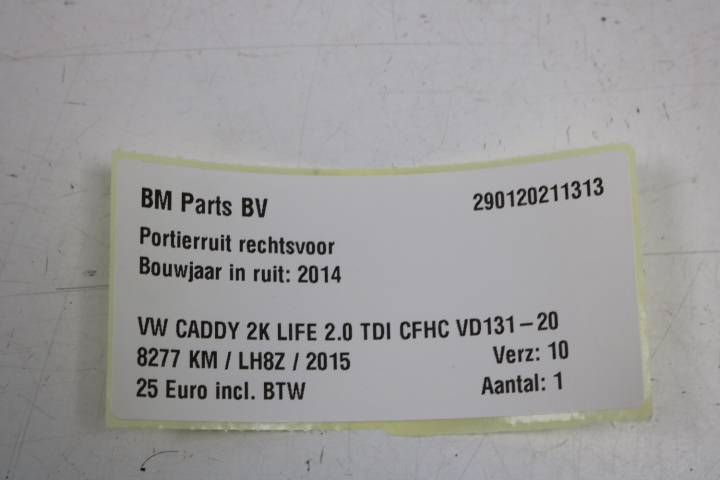 BM Parts BV 290120211313
Portierruit rechtsvoor
Bouwjaar in ruit: 2014
VW CADDY 2K LIFE 2.0 TDI CFHC VD131-20
8277 KM / LH8Z / 2015 Verz: 10
25 Euro incl. BTW Aantal: 1